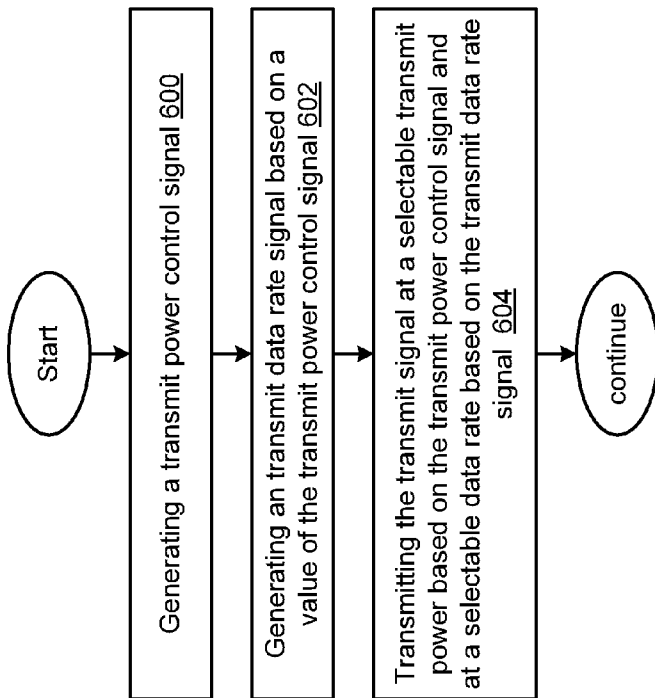 Start
Generating a transmit power control signal 600
Generating an transmit data rate signal based on a
value of the transmit power control signal 602
Transmitting the transmit signal at a selectable transmit
power based on the transmit power control signal and
at a selectable data rate based on the transmit data rate
signal 604
continue